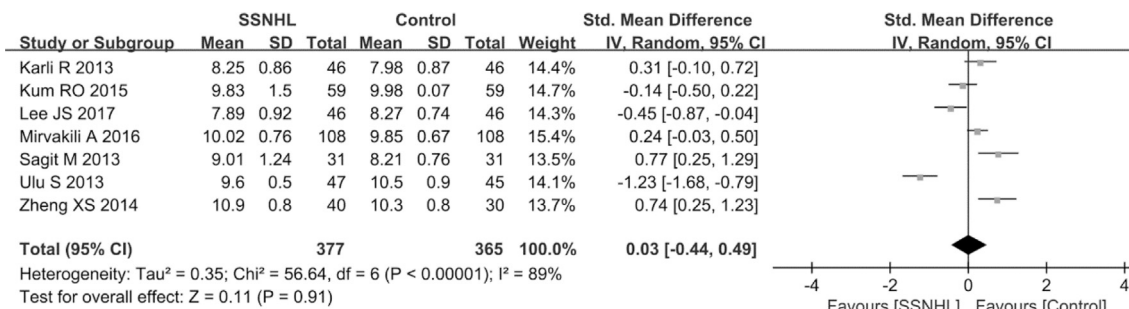 SSNHL Control Std. Mean Difference Std. Mean Difference
Study or Subgroup Mean SD Total Mean SD Total Weight IV, Random, 95% CI IV, Random, 95% CI
Karli R 2013 8.25 0.86 46 7.98 0.87 46 14.4% 0.31 [-0.10, 0.72]
Kum RO 2015 9.83 1.5 59 9.98 0.07 59 14.7% -0.14 [-0.50, 0.22]
Lee JS 2017 7.89 0.92 46 8.27 0.74 46 14.3% -0.45 [-0.87, -0.04]
Mirvakili A 2016 10.02 0.76 108 9.85 0.67 108 15.4% 0.24 [-0.03, 0.50]
Sagit M 2013 9.01 1.24 31 8.21 0.76 31 13.5% 0.77 [0.25, 1.29]
Ulu S 2013 9.6 0.5 47 10.5 0.9 45 14.1% -1.23 [-1.68, -0.79]
Zheng XS 2014 10.9 0.8 40 10.3 0.8 30 13.7% 0.74 [0.25, 1.23]
Total (95% CI) 377 365 100.0% 0.03 [-0.44, 0.49]
Heterogeneity: Tau² = 0.35; Chi² = 56.64, df = 6 (P < 0.00001); I² = 89%
Test for overall effect: Z = 0.11 (P = 0.91)
-4 -2 0 2 4
Favours [SSNHL] Favours [Control]